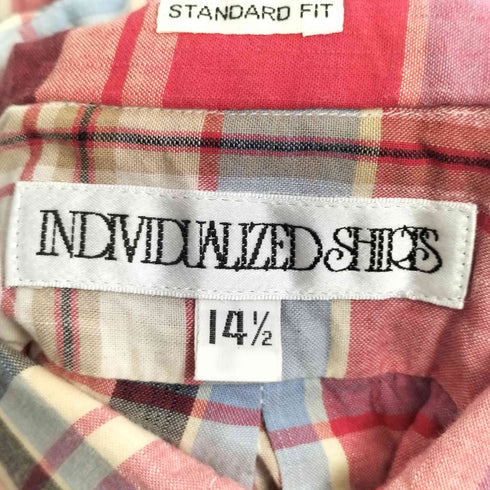 STANDARD FIT
INDIVIDUALIZED SHIRTS
14½